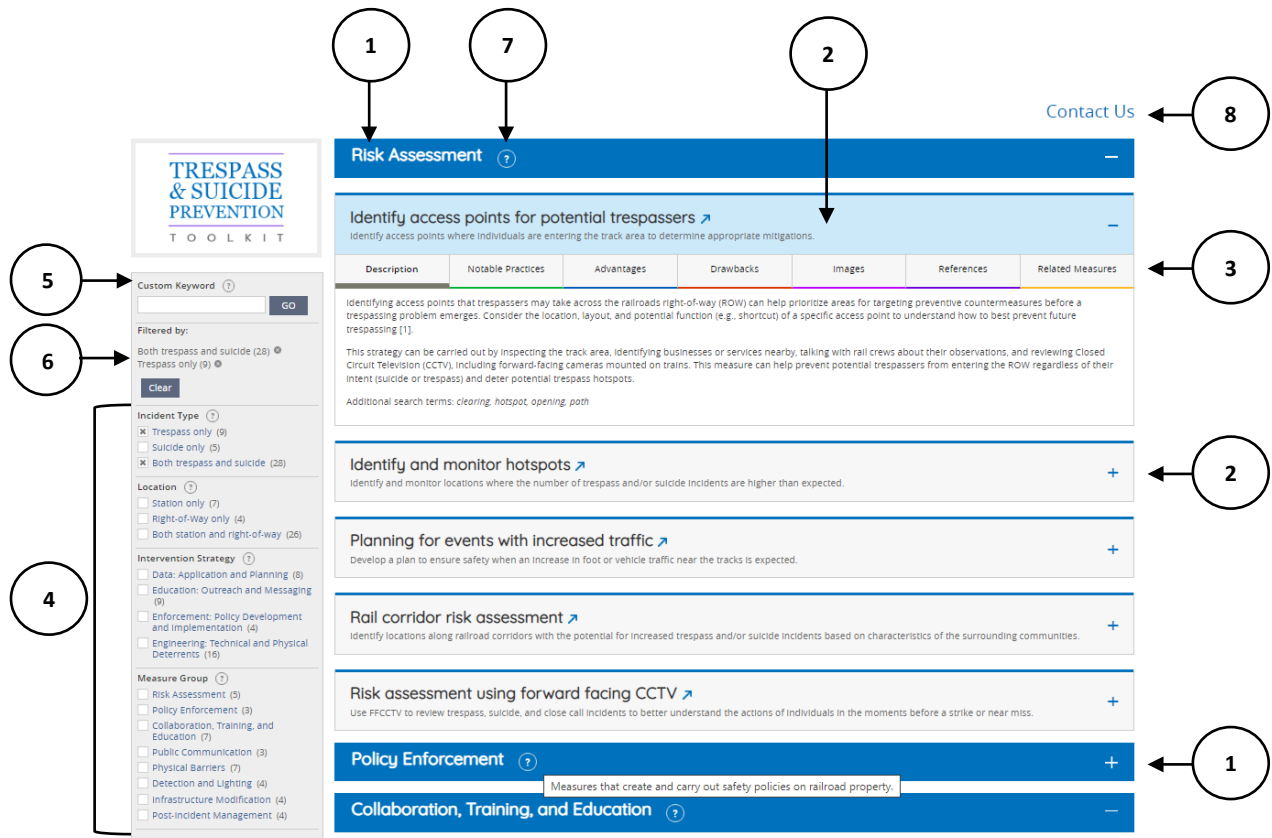 1
7
2
Contact Us
8
TRESPASS
& SUICIDE
PREVENTION
TOOLKIT
Risk Assessment ?
Identify access points for potential trespassers
Identify access points where individuals are entering the track area to determine appropriate mitigations.
Description Notable Practices Advantages Drawbacks Images References Related Measures
3
Identifying access points that trespassers may take across the railroads right-of-way (ROW) can help prioritize areas for targeting preventive countermeasures before a
trespassing problem emerges. Consider the location, layout, and potential function (e.g., shortcut) of a specific access point to understand how to best prevent future
trespassing [1].
This strategy can be carried out by inspecting the track area, identifying businesses or services nearby, talking with rail crews about their observations, and reviewing Closed
Circuit Television (CCTV), including forward-facing cameras mounted on trains. This measure can help prevent potential trespassers from entering the ROW regardless of their
intent (suicide or trespass) and deter potential trespass hotspots.
Additional search terms: clearing, hotspot, opening, path
5
Custom Keyword ?
GO
Filtered by:
6
Both trespass and suicide (28)
Trespass only (9)
Clear
4
Incident Type ?
Trespass only (9)
Suicide only (5)
Both trespass and suicide (28)
Location ?
Station only (7)
Right-of-Way only (4)
Both station and right-of-way (26)
Intervention Strategy ?
Data: Application and Planning (8)
Education: Outreach and Messaging
(9)
Enforcement: Policy Development
and Implementation (4)
Engineering: Technical and Physical
Deterrents (16)
Measure Group ?
Risk Assessment (5)
Policy Enforcement (3)
Collaboration, Training, and
Education (7)
Public Communication (3)
Physical Barriers (7)
Detection and Lighting (4)
Infrastructure Modification (4)
Post-Incident Management (4)
Identify and monitor hotspots
Identify and monitor locations where the number of trespass and/or suicide incidents are higher than expected.
2
Planning for events with increased traffic
Develop a plan to ensure safety when an increase in foot or vehicle traffic near the tracks is expected.
Rail corridor risk assessment
Identify locations along railroad corridors with the potential for increased trespass and/or suicide incidents based on characteristics of the surrounding communities.
Risk assessment using forward facing CCTV
Use FFCCTV to review trespass, suicide, and close call incidents to better understand the actions of individuals in the moments before a strike or near miss.
Policy Enforcement ?
1
Measures that create and carry out safety policies on railroad property.
Collaboration, Training, and Education ?